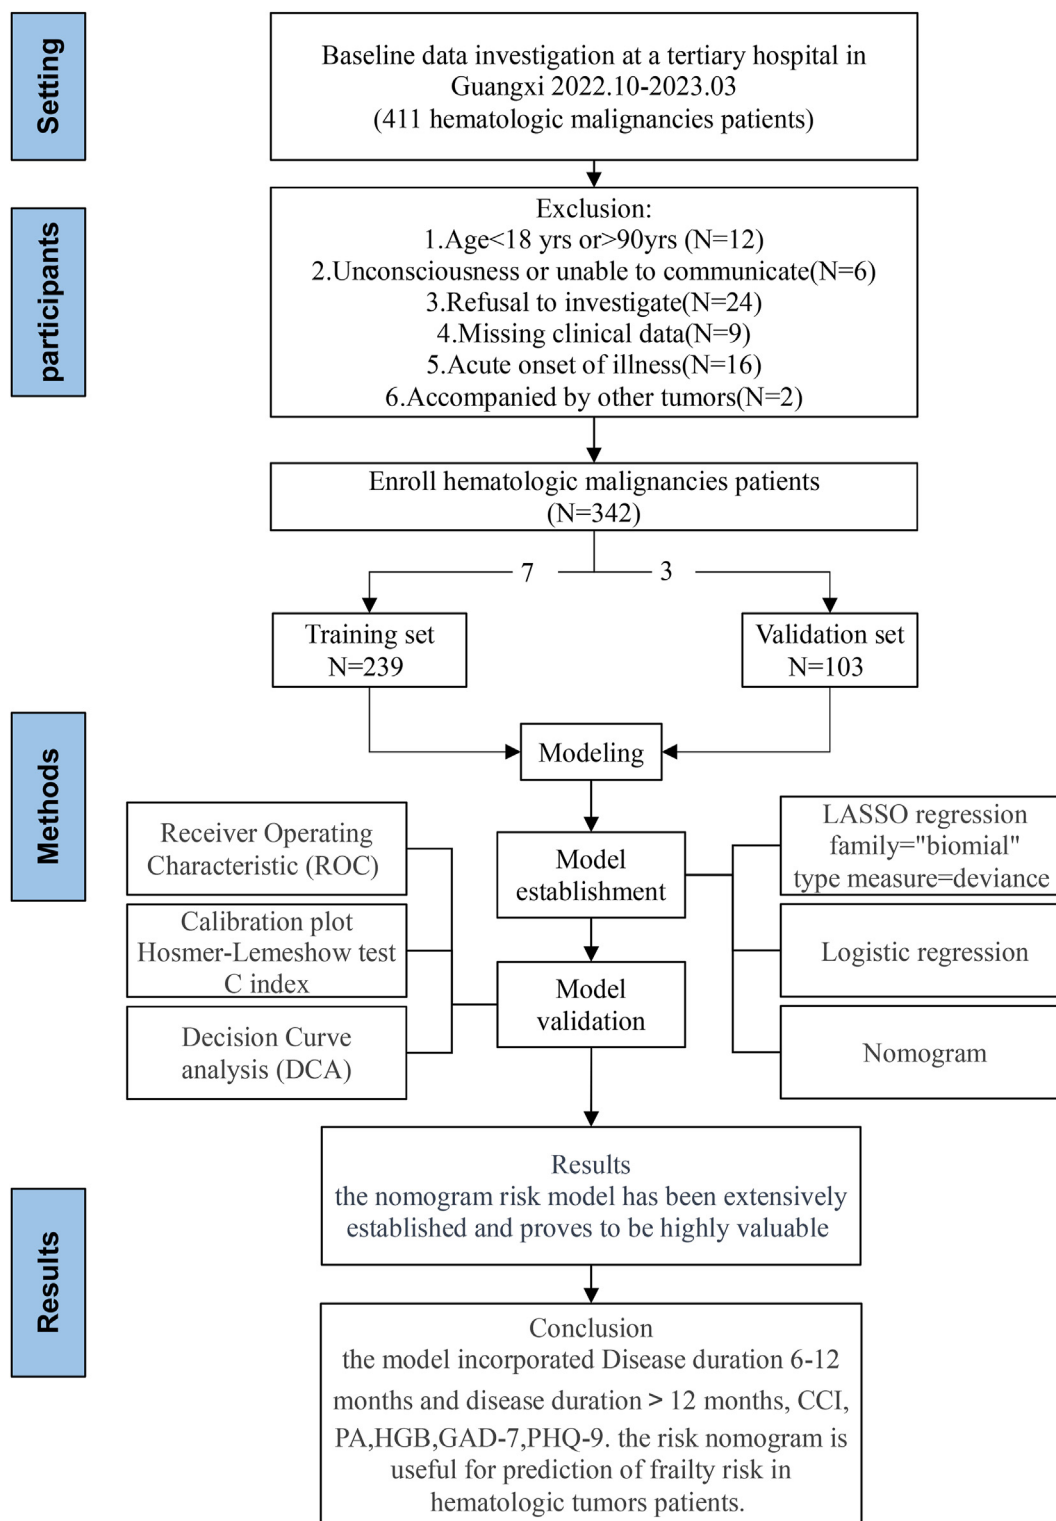 Setting
Baseline data investigation at a tertiary hospital in
Guangxi 2022.10-2023.03
(411 hematologic malignancies patients)
participants
Exclusion:
1.Age<18 yrs or>90yrs (N=12)
2.Unconsciousness or unable to communicate(N=6)
3.Refusal to investigate(N=24)
4.Missing clinical data(N=9)
5.Acute onset of illness(N=16)
6.Accompanied by other tumors(N=2)
Enroll hematologic malignancies patients
(N=342)
7
3
Training set
N=239
Validation set
N=103
Methods
Modeling
Receiver Operating
Characteristic (ROC)
Calibration plot
Hosmer-Lemeshow test
C index
Decision Curve
analysis (DCA)
Model
establishment
Model
validation
LASSO regression
family="biomial"
type measure=deviance
Logistic regression
Nomogram
Results
Results
the nomogram risk model has been extensively
established and proves to be highly valuable
Conclusion
the model incorporated Disease duration 6-12
months and disease duration > 12 months, CCI,
PA,HGB,GAD-7,PHQ-9. the risk nomogram is
useful for prediction of frailty risk in
hematologic tumors patients.